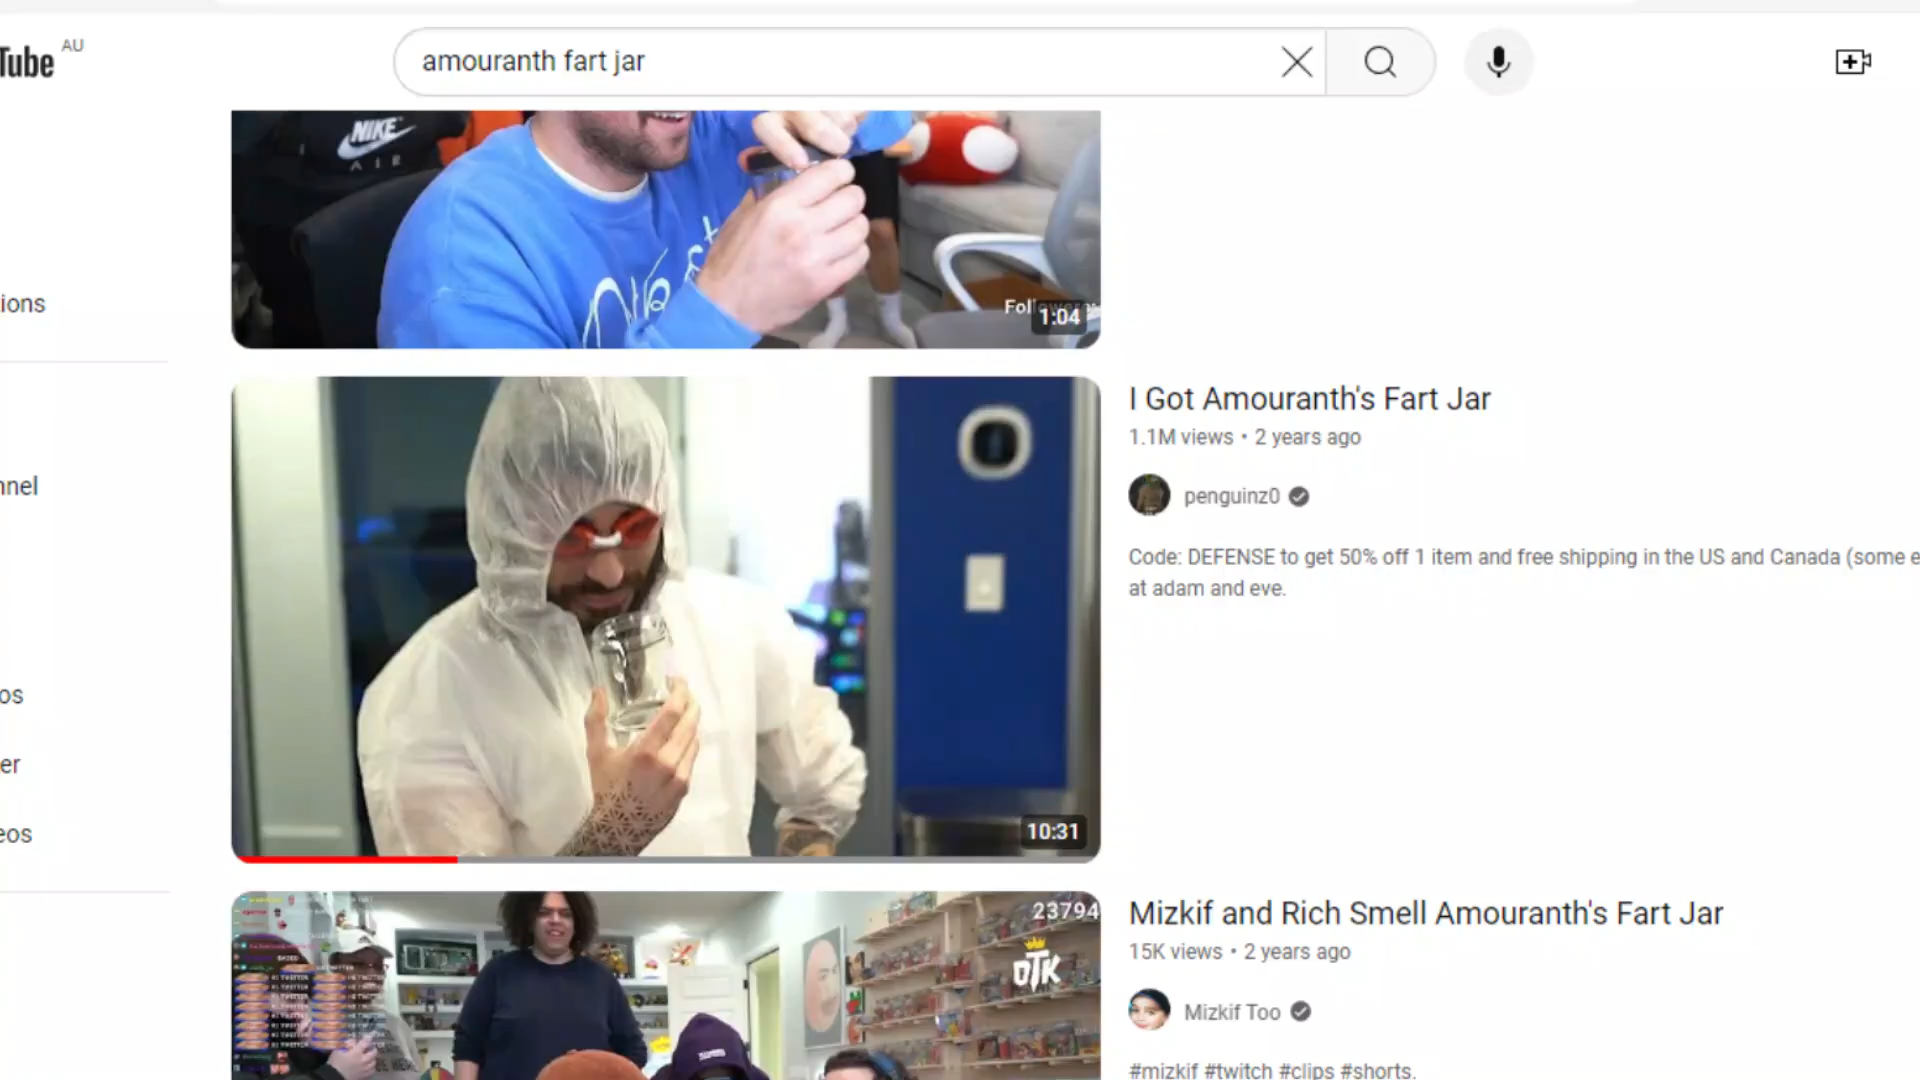 Tube AU
amouranth fart jar
NIKE
AIR
1:04
ions
I Got Amouranth's Fart Jar
1.1M views • 2 years ago
nnel
penguinz0
Code: DEFENSE to get 50% off 1 item and free shipping in the US and Canada (some e
at adam and eve.
os
er
eos
10:31
23794
OTK
Mizkif and Rich Smell Amouranth's Fart Jar
15K views • 2 years ago
Mizkif Too
#mizkif #twitch #clips #shorts.